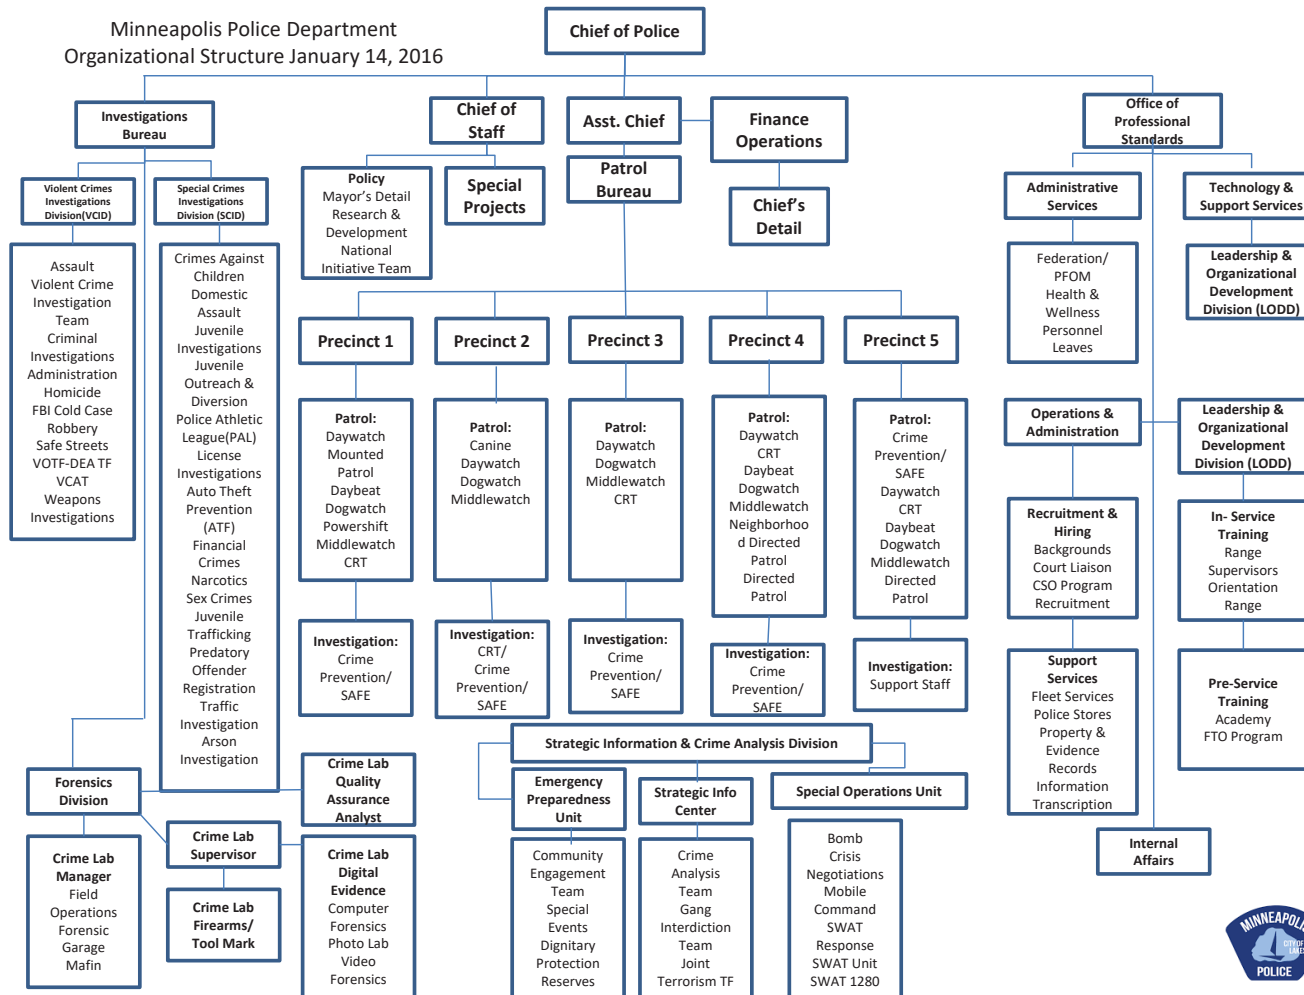 Minneapolis Police Department
Organizational Structure January 14, 2016
Chief of Police
Investigations
Bureau
Chief of
Staff
Asst. Chief
Finance
Operations
Office of
Professional
Standards
Violent Crimes
Investigations
Division(VCID)
Special Crimes
Investigations
Division (SCID)
Policy
Mayor's Detail
Research &
Development
National
Initiative Team
Special
Projects
Patrol
Bureau
Chief's
Detail
Administrative
Services
Technology &
Support Services
Assault
Violent Crime
Investigation
Team
Criminal
Investigations
Administration
Homicide
FBI Cold Case
Robbery
Safe Streets
VOTF-DEA TF
VCAT
Weapons
Investigations
Crimes Against
Children
Domestic
Assault
Juvenile
Investigations
Juvenile
Outreach &
Diversion
Police Athletic
League(PAL)
License
Investigations
Auto Theft
Prevention
(ATF)
Financial
Crimes
Narcotics
Sex Crimes
Juvenile
Trafficking
Predatory
Offender
Registration
Traffic
Investigation
Arson
Investigation
Federation/
PFOM
Health &
Wellness
Personnel
Leaves
Leadership &
Organizational
Development
Division (LODD)
Precinct 1
Precinct 2
Precinct 3
Precinct 4
Precinct 5
Patrol:
Daywatch
Mounted
Patrol
Daybeat
Dogwatch
Powershift
Middlewatch
CRT
Patrol:
Canine
Daywatch
Dogwatch
Middlewatch
Patrol:
Daywatch
Dogwatch
Middlewatch
CRT
Patrol:
Daywatch
CRT
Daybeat
Dogwatch
Middlewatch
Neighborhoo
d Directed
Patrol
Directed
Patrol
Patrol:
Crime
Prevention/
SAFE
Daywatch
CRT
Daybeat
Dogwatch
Middlewatch
Directed
Patrol
Operations &
Administration
Leadership &
Organizational
Development
Division (LODD)
Recruitment &
Hiring
Backgrounds
Court Liaison
CSO Program
Recruitment
In- Service
Training
Range
Supervisors
Orientation
Range
Investigation:
Crime
Prevention/
SAFE
Investigation:
CRT/
Crime
Prevention/
SAFE
Investigation:
Crime
Prevention/
SAFE
Investigation:
Crime
Prevention/
SAFE
Investigation:
Support Staff
Support
Services
Fleet Services
Police Stores
Property &
Evidence
Records
Information
Transcription
Pre-Service
Training
Academy
FTO Program
Strategic Information & Crime Analysis Division
Forensics
Division
Crime Lab
Quality
Assurance
Analyst
Emergency
Preparedness
Unit
Strategic Info
Center
Special Operations Unit
Crime Lab
Supervisor
Internal
Affairs
Crime Lab
Manager
Field
Operations
Forensic
Garage
Mafin
Crime Lab
Firearms/
Tool Mark
Crime Lab
Digital
Evidence
Computer
Forensics
Photo Lab
Video
Forensics
Community
Engagement
Team
Special
Events
Dignitary
Protection
Reserves
Crime
Analysis
Team
Gang
Interdiction
Team
Joint
Terrorism TF
Bomb
Crisis
Negotiations
Mobile
Command
SWAT
Response
SWAT Unit
SWAT 1280
MINNEAPOLIS
CITY OF
LAKES
POLICE